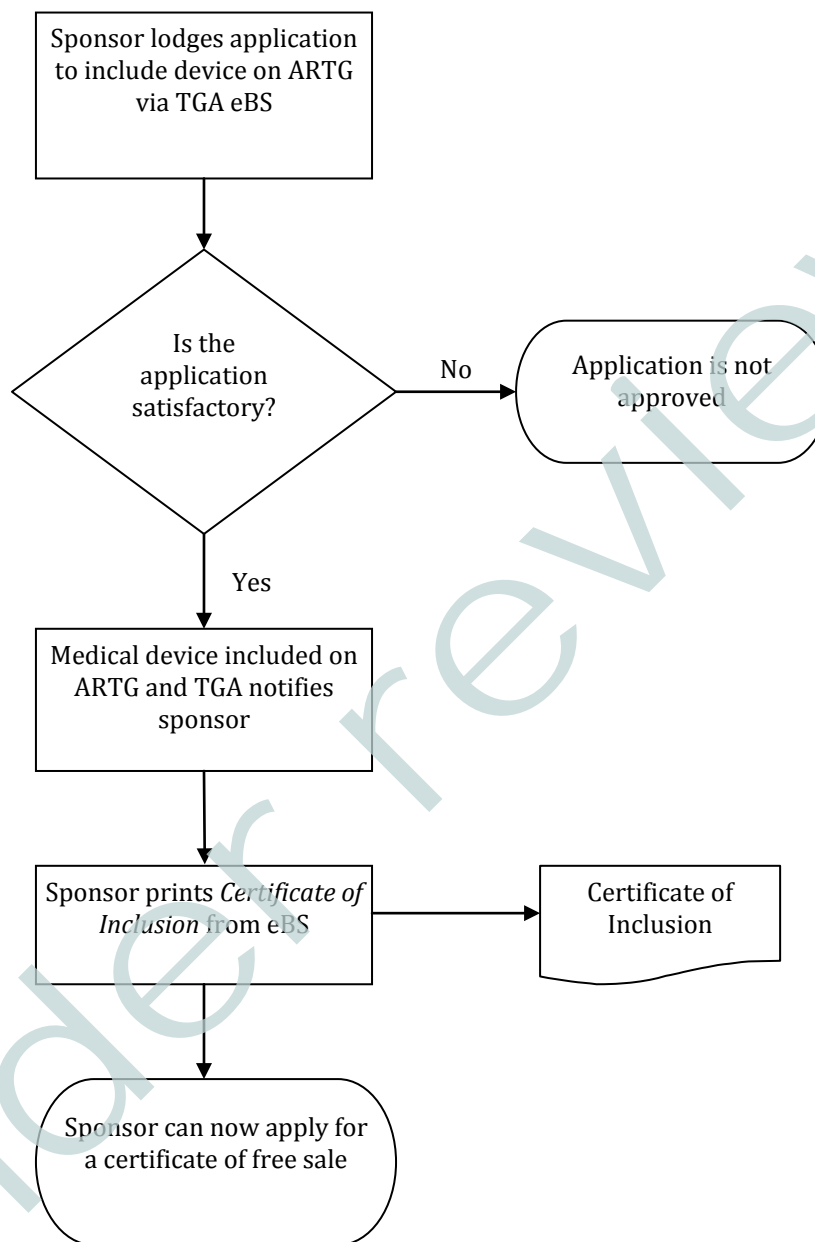 Sponsor lodges application
to include device on ARTG
via TGA eBS
Is the
application
satisfactory?
No
Application is not
approved
Yes
Medical device included on
ARTG and TGA notifies
sponsor
Sponsor prints Certificate of
Inclusion from eBS
Certificate of
Inclusion
Sponsor can now apply for
a certificate of free sale
nder review